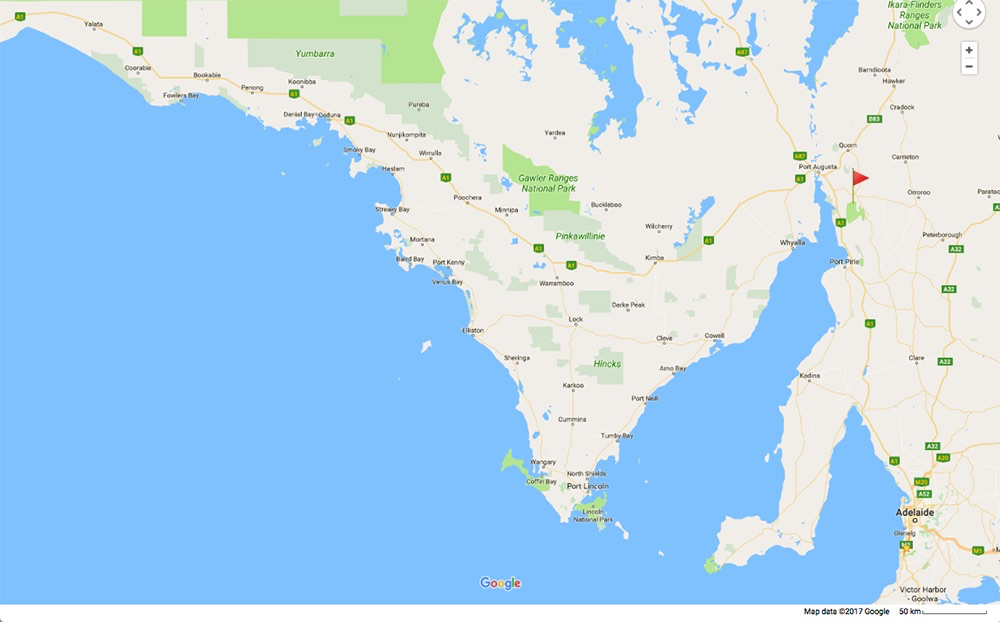 Ikara-Flinders
Ranges
National Park
A1
Yalata
A1
Coorabie
Yumbarra
A87
Barndioota
Hawker
Bookabie
Koonibba
Penong
A1
Fowlers Bay
Pureba
Cradock
Denial Bay
Ceduna
A1
B83
Nunjikompita
Yardea
Quorn
Smoky Bay
Wirrulla
A87
Carrieton
Haslam
Port Augusta
A1
Gawler Ranges
National Park
A1
Poochera
Orroroo
Streaky Bay
Minnipa
Buckleboo
A1
Mortana
Pinkawillinie
Wilcherry
A1
Peterborough
Whyalla
A1
A32
Baird Bay
Port Kenny
A1
Kimba
Port Pirie
Venus Bay
Warramboo
A32
Darke Peak
Elliston
Lock
A1
Cleve
Cowell
Sheringa
Hincks
Arno Bay
Clare
A32
Karkoo
Kadina
Port Neill
Cummins
Tumby Bay
A32
A20
Wangary
A1
North Shields
Coffin Bay
Port Lincoln
M20
A52
Lincoln
National Park
Adelaide
Glenelg
M2
M1
Google
Victor Harbor
- Goolwa
Map data ©2017 Google
50 km